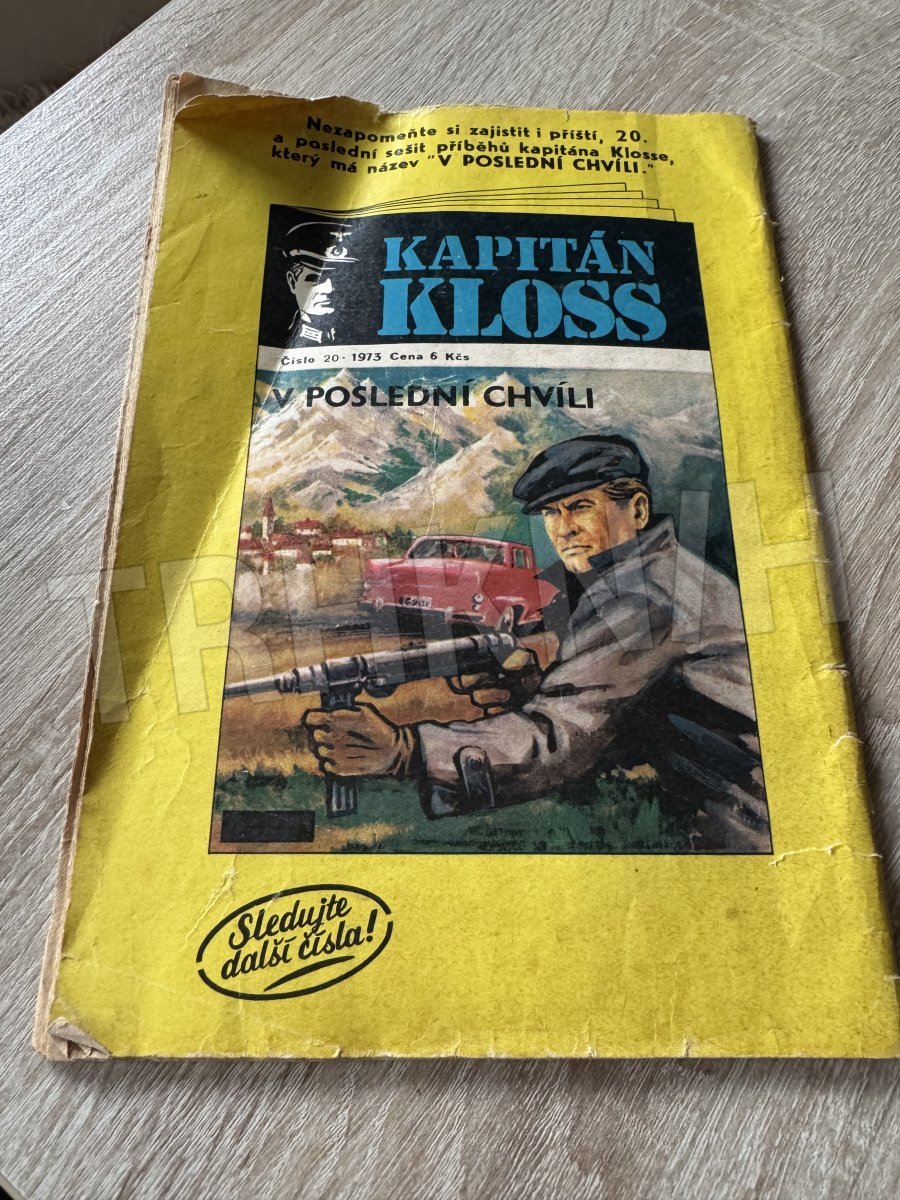 Nezapomeňte si zajistit i příští, 20.
a poslední sešit příběhů kapitána Klosse,
který má název "V POSLEDNÍ CHVÍLI."
KAPITÁN
KLOSS
Číslo 20 · 1973 Cena 6 Kčs
V POSLEDNÍ CHVÍLI
Sledujte
další čísla!